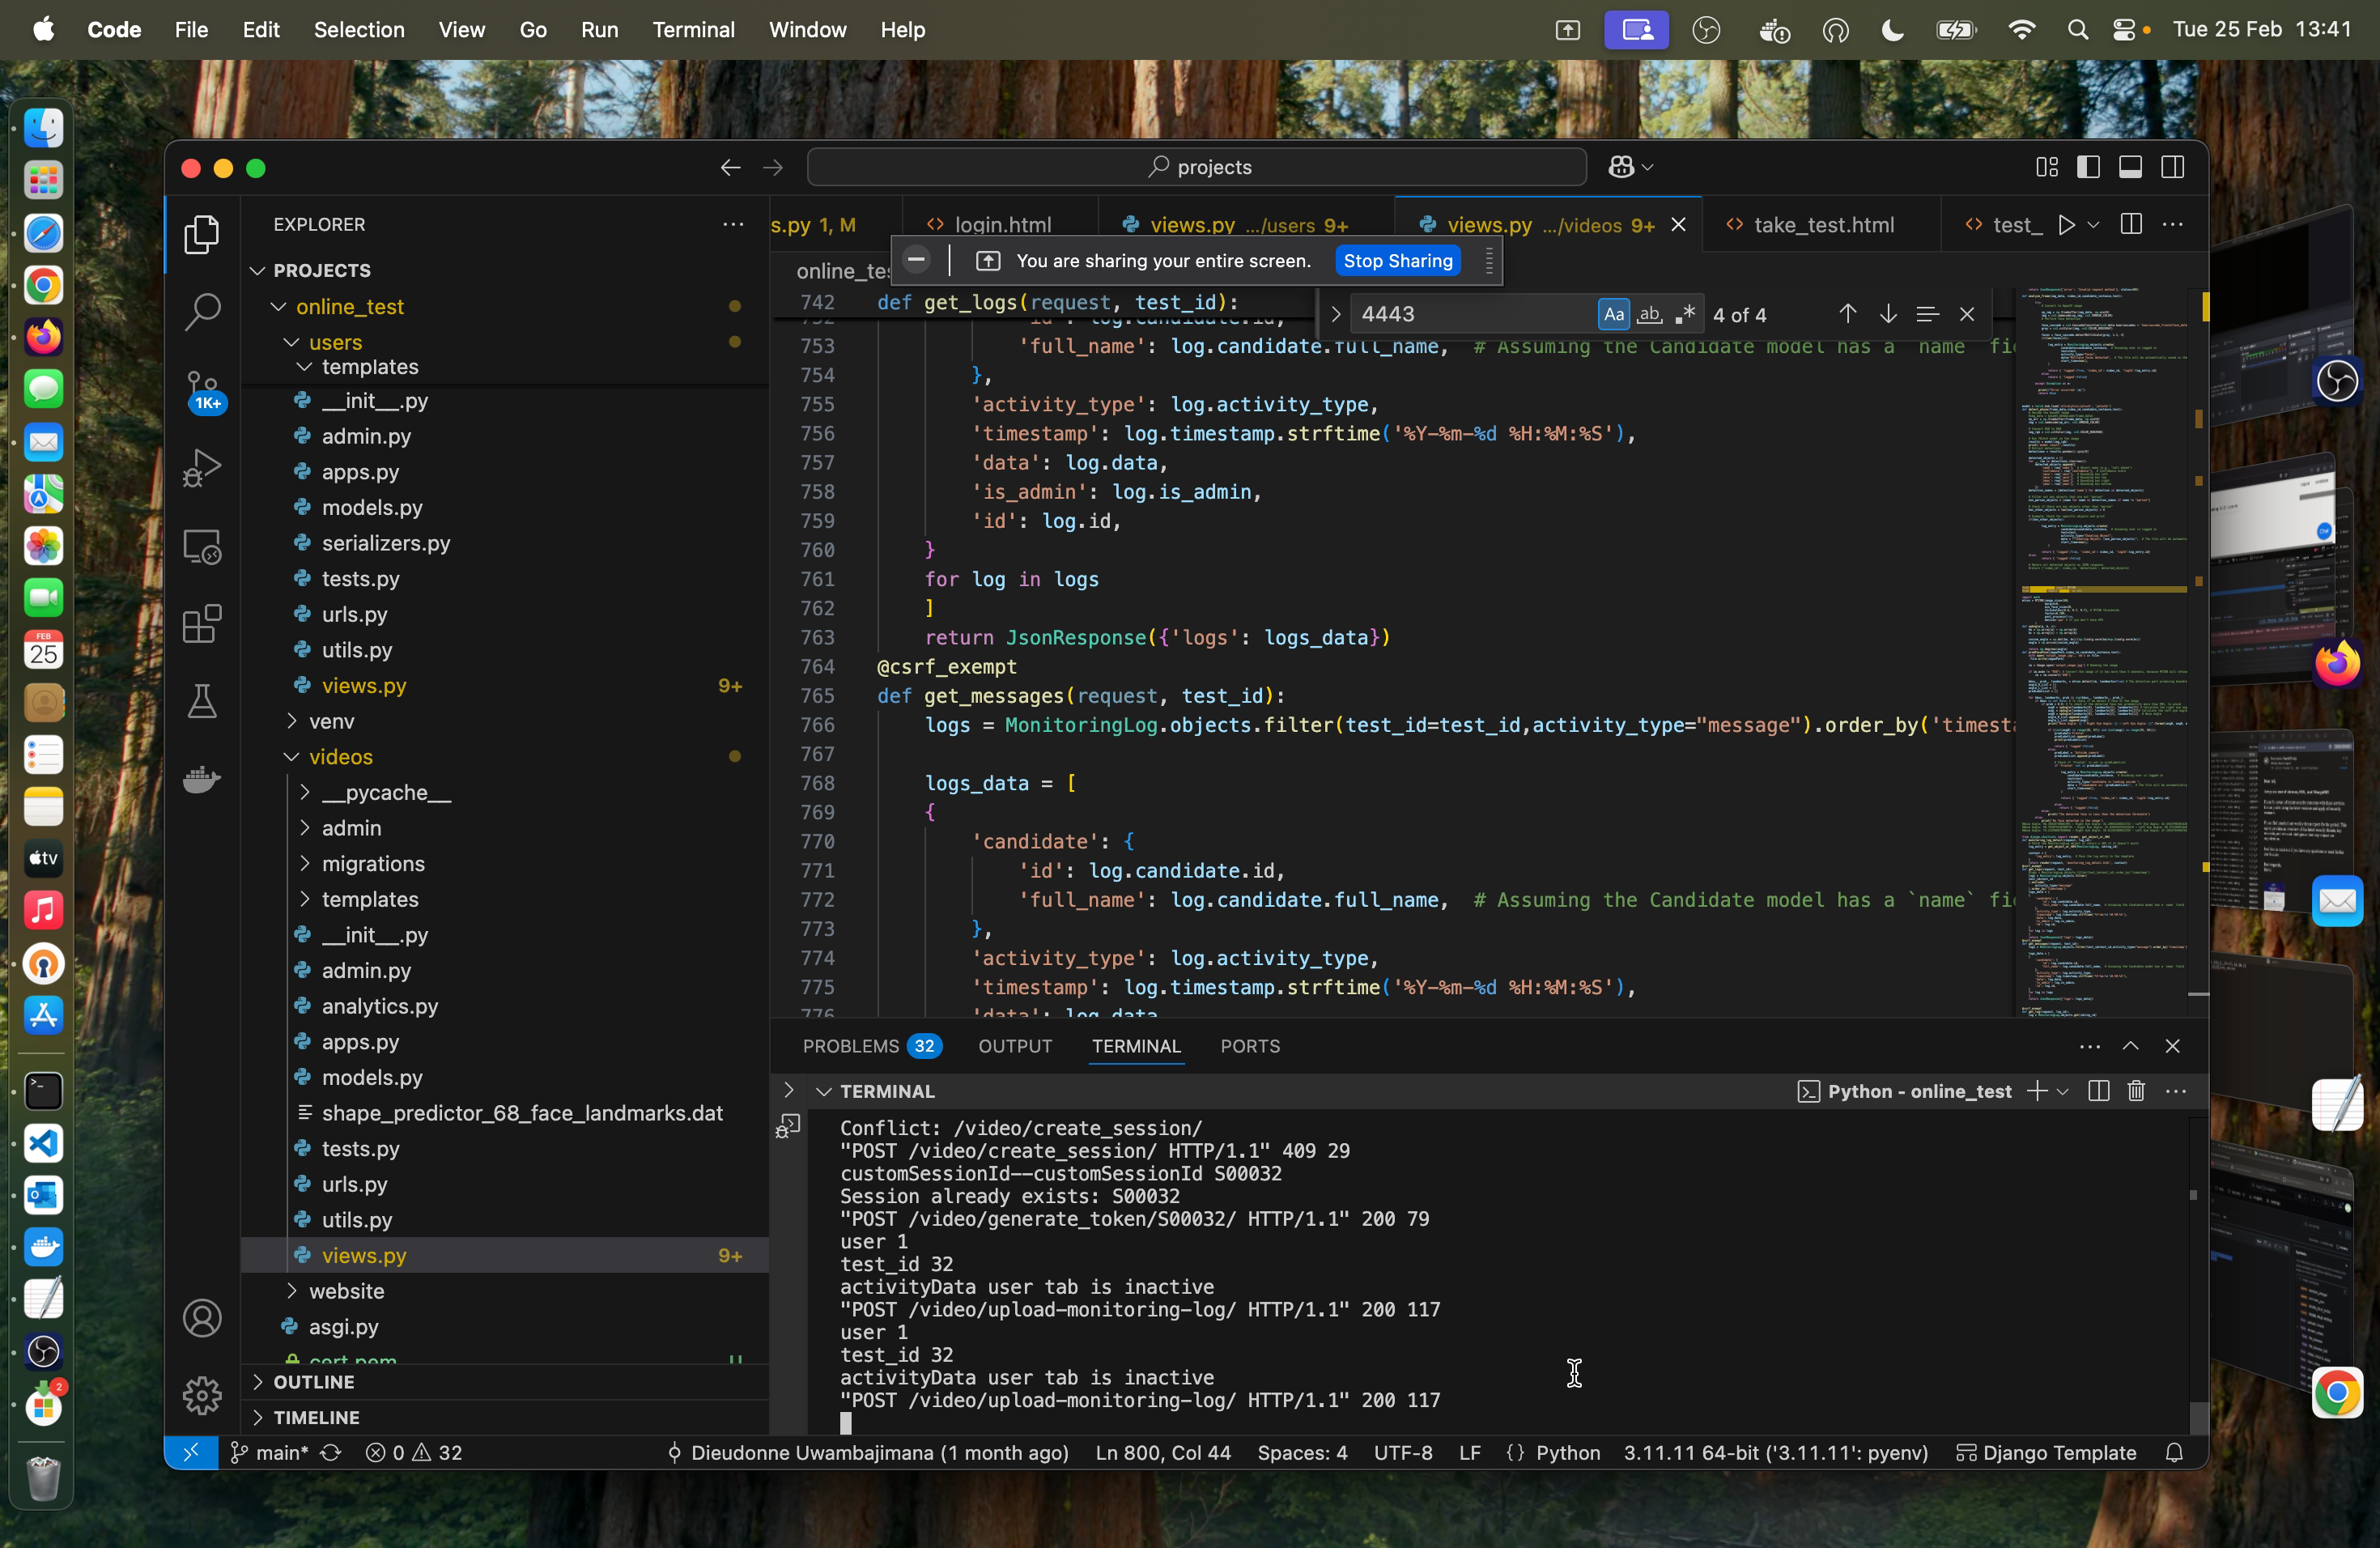 Code File Edit Selection View Go Run Terminal Window Help Tue 25 Feb 13:41
projects
EXPLORER
s.py 1, M login.html views.py .../users 9+ views.py .../videos 9+ take_test.html test_
You are sharing your entire screen. Stop Sharing
PROJECTS
online_test
users
templates
__init__.py
admin.py
apps.py
models.py
serializers.py
tests.py
urls.py
utils.py
views.py 9+
venv
videos
__pycache__
admin
migrations
templates
__init__.py
admin.py
analytics.py
apps.py
models.py
shape_predictor_68_face_landmarks.dat
tests.py
urls.py
utils.py
views.py 9+
website
asgi.py
cert.pem U
OUTLINE
TIMELINE
1K+
FEB
25
tv
2
online_tes
4443 Aa ab 4 of 4
742 def get_logs(request, test_id):
752 'id': log.candidate.id,
753 'full_name': log.candidate.full_name, # Assuming the Candidate model has a `name` fie
754 },
755 'activity_type': log.activity_type,
756 'timestamp': log.timestamp.strftime('%Y-%m-%d %H:%M:%S'),
757 'data': log.data,
758 'is_admin': log.is_admin,
759 'id': log.id,
760 }
761 for log in logs
762 ]
763 return JsonResponse({'logs': logs_data})
764 @csrf_exempt
765 def get_messages(request, test_id):
766 logs = MonitoringLog.objects.filter(test_id=test_id,activity_type="message").order_by('timesta
767
768 logs_data = [
769 {
770 'candidate': {
771 'id': log.candidate.id,
772 'full_name': log.candidate.full_name, # Assuming the Candidate model has a `name` fie
773 },
774 'activity_type': log.activity_type,
775 'timestamp': log.timestamp.strftime('%Y-%m-%d %H:%M:%S'),
776 'data': log.data
PROBLEMS 32 OUTPUT TERMINAL PORTS
TERMINAL Python - online_test
Conflict: /video/create_session/
"POST /video/create_session/ HTTP/1.1" 409 29
customSessionId--customSessionId S00032
Session already exists: S00032
"POST /video/generate_token/S00032/ HTTP/1.1" 200 79
user 1
test_id 32
activityData user tab is inactive
"POST /video/upload-monitoring-log/ HTTP/1.1" 200 117
user 1
test_id 32
activityData user tab is inactive
"POST /video/upload-monitoring-log/ HTTP/1.1" 200 117
main* 0 32 Dieudonne Uwambajimana (1 month ago) Ln 800, Col 44 Spaces: 4 UTF-8 LF {} Python 3.11.11 64-bit ('3.11.11': pyenv) Django Template